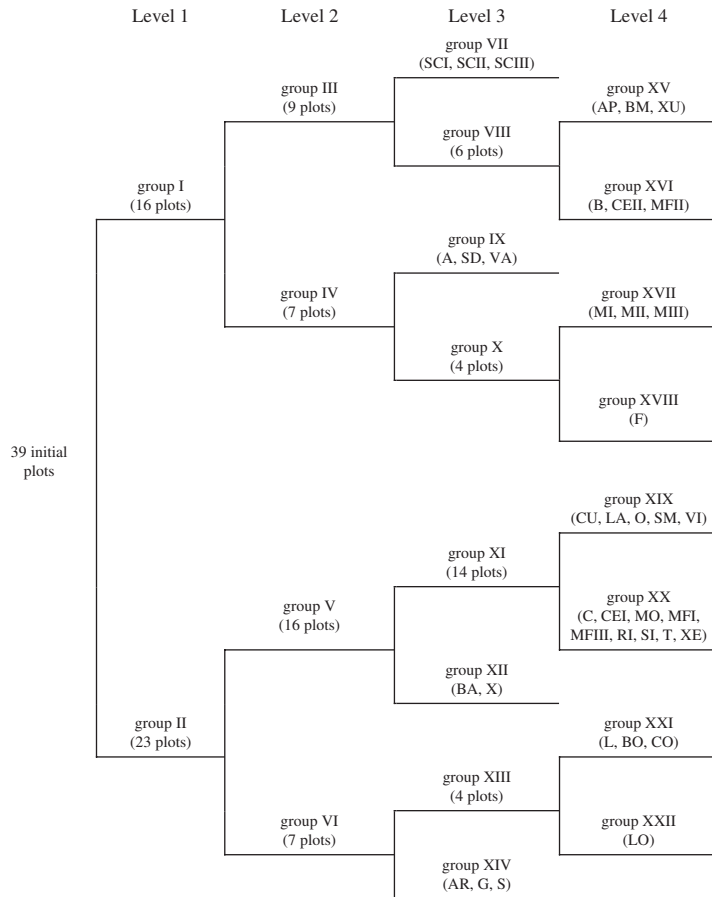 Level 1
Level 2
Level 3
Level 4
group VII
(SCI, SCII, SCIII)
group III
(9 plots)
group XV
(AP, BM, XU)
group VIII
(6 plots)
group I
(16 plots)
group XVI
(B, CEII, MFII)
group IX
(A, SD, VA)
group IV
(7 plots)
group XVII
(MI, MII, MIII)
group X
(4 plots)
group XVIII
(F)
39 initial
plots
group XIX
(CU, LA, O, SM, VI)
group XI
(14 plots)
group V
(16 plots)
group XX
(C, CEI, MO, MFI,
MFIII, RI, SI, T, XE)
group XII
(BA, X)
group II
(23 plots)
group XXI
(L, BO, CO)
group XIII
(4 plots)
group VI
(7 plots)
group XXII
(LO)
group XIV
(AR, G, S)